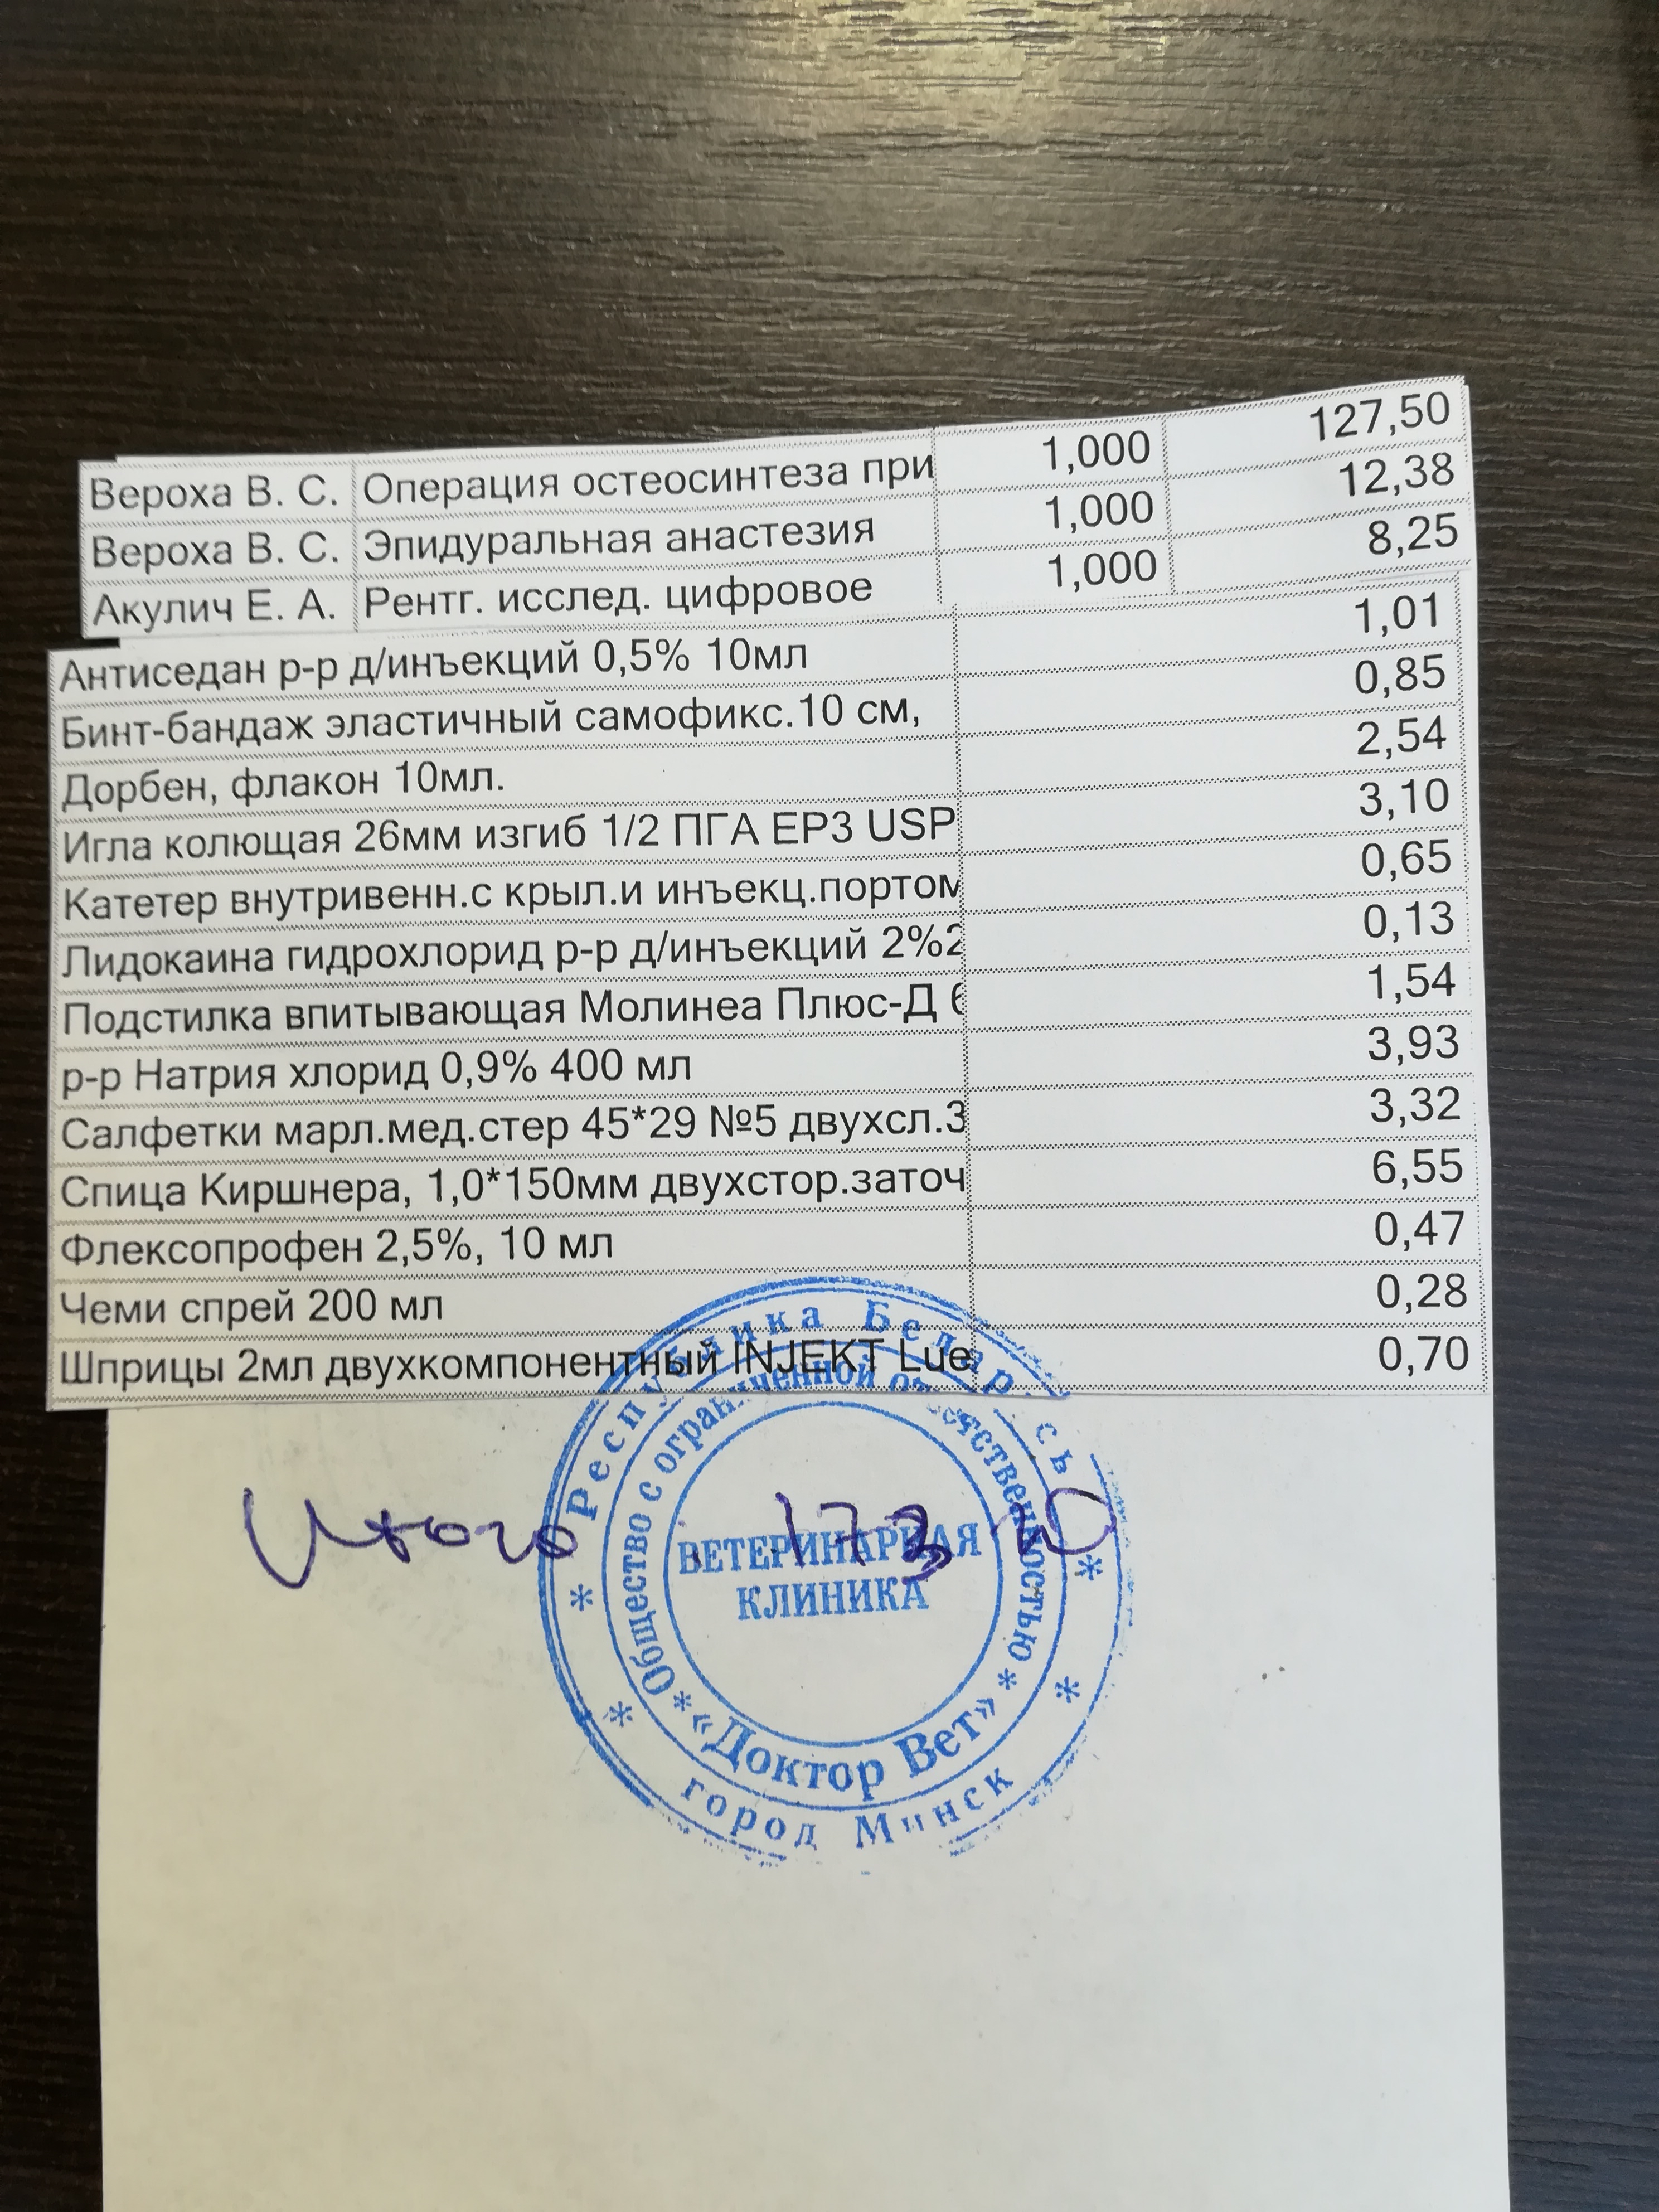 Вероха В. С. Операция остеосинтеза при 1,000 127,50
Вероха В. С. Эпидуральная анастезия 1,000 12,38
Акулич Е. А. Рентг. исслед. цифровое 1,000 8,25
Антиседан р-р д/инъекций 0,5% 10мл 1,01
Бинт-бандаж эластичный самофикс.10 см, 0,85
Дорбен, флакон 10мл. 2,54
Игла колющая 26мм изгиб 1/2 ПГА EP3 USP 3,10
Катетер внутривенн.с крыл.и инъекц.портом 0,65
Лидокаина гидрохлорид р-р д/инъекций 2%2 0,13
Подстилка впитывающая Молинеа Плюс-Д 6 1,54
р-р Натрия хлорид 0,9% 400 мл 3,93
Салфетки марл.мед.стер 45*29 №5 двухсл.3 3,32
Спица Киршнера, 1,0*150мм двухстор.заточ 6,55
Флексопрофен 2,5%, 10 мл 0,47
Чеми спрей 200 мл 0,28
Шприцы 2мл двухкомпонентный INJEKT Lue 0,70
Итого 173 20
Республика Беларусь
Общество с ограниченной ответственностью
ВЕТЕРИНАРНАЯ
КЛИНИКА
«Доктор Вет»
город Минск